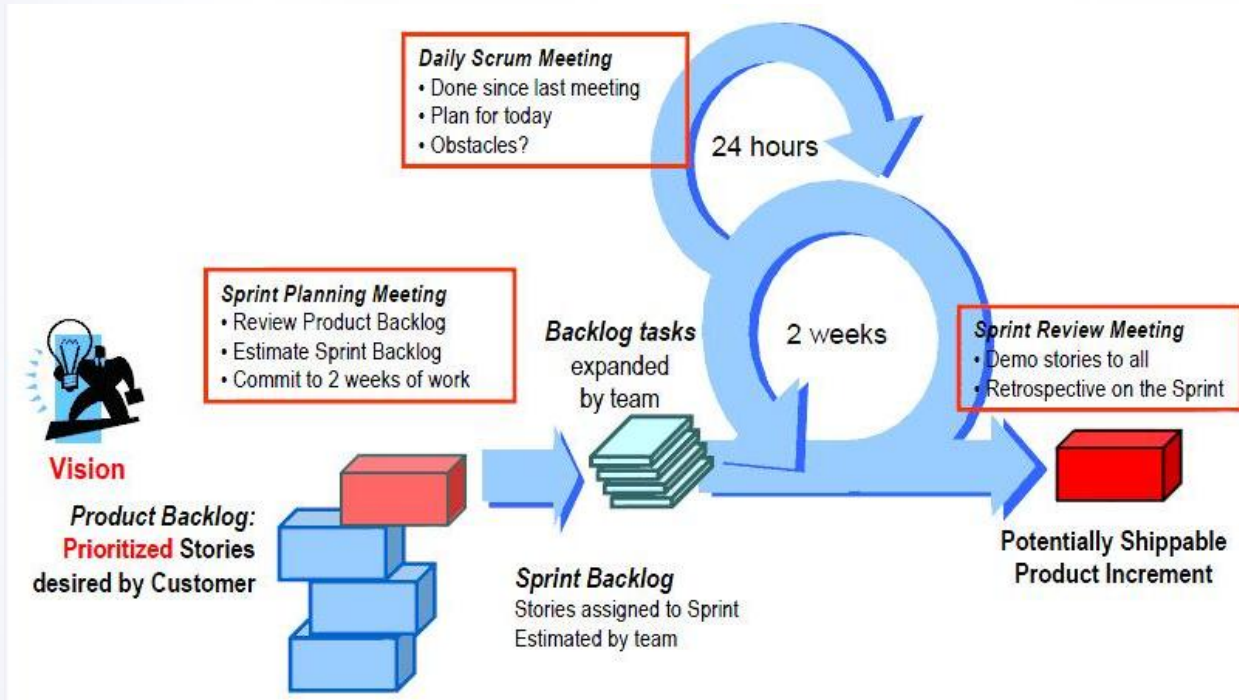 Daily Scrum Meeting
• Done since last meeting
• Plan for today
• Obstacles?
24 hours
Sprint Planning Meeting
• Review Product Backlog
• Estimate Sprint Backlog
• Commit to 2 weeks of work
Backlog tasks
expanded
by team
2 weeks
Sprint Review Meeting
• Demo stories to all
• Retrospective on the Sprint
Vision
Product Backlog:
Prioritized Stories
desired by Customer
Sprint Backlog
Stories assigned to Sprint
Estimated by team
Potentially Shippable
Product Increment